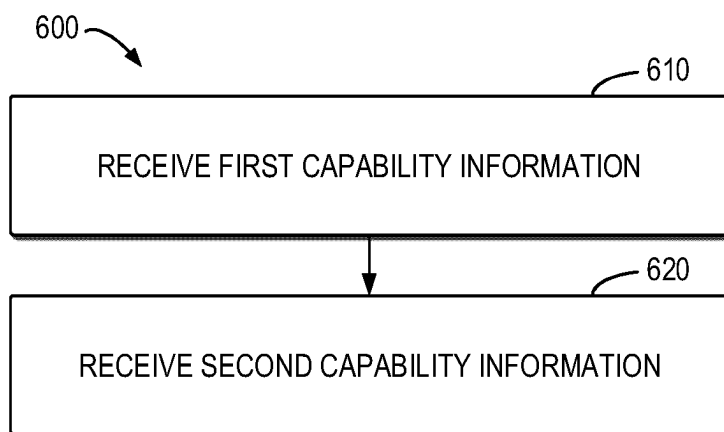 600
610
RECEIVE FIRST CAPABILITY INFORMATION
620
RECEIVE SECOND CAPABILITY INFORMATION